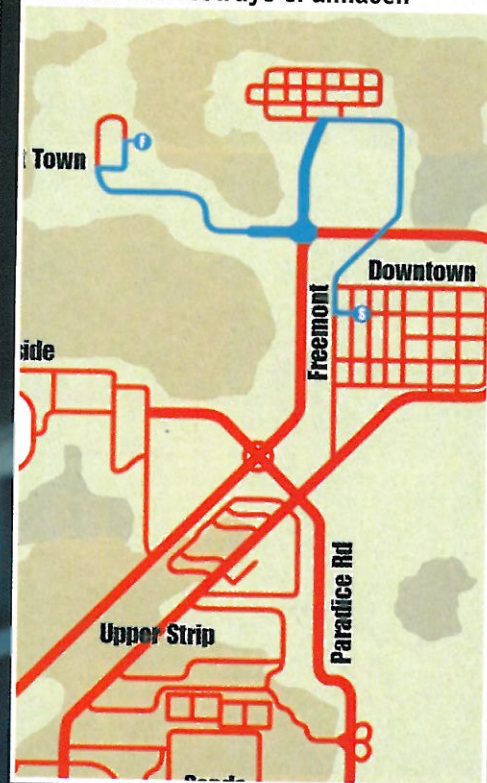 Town
F
Downtown
S
Freemont
side
Paradice Rd
Upper Strip